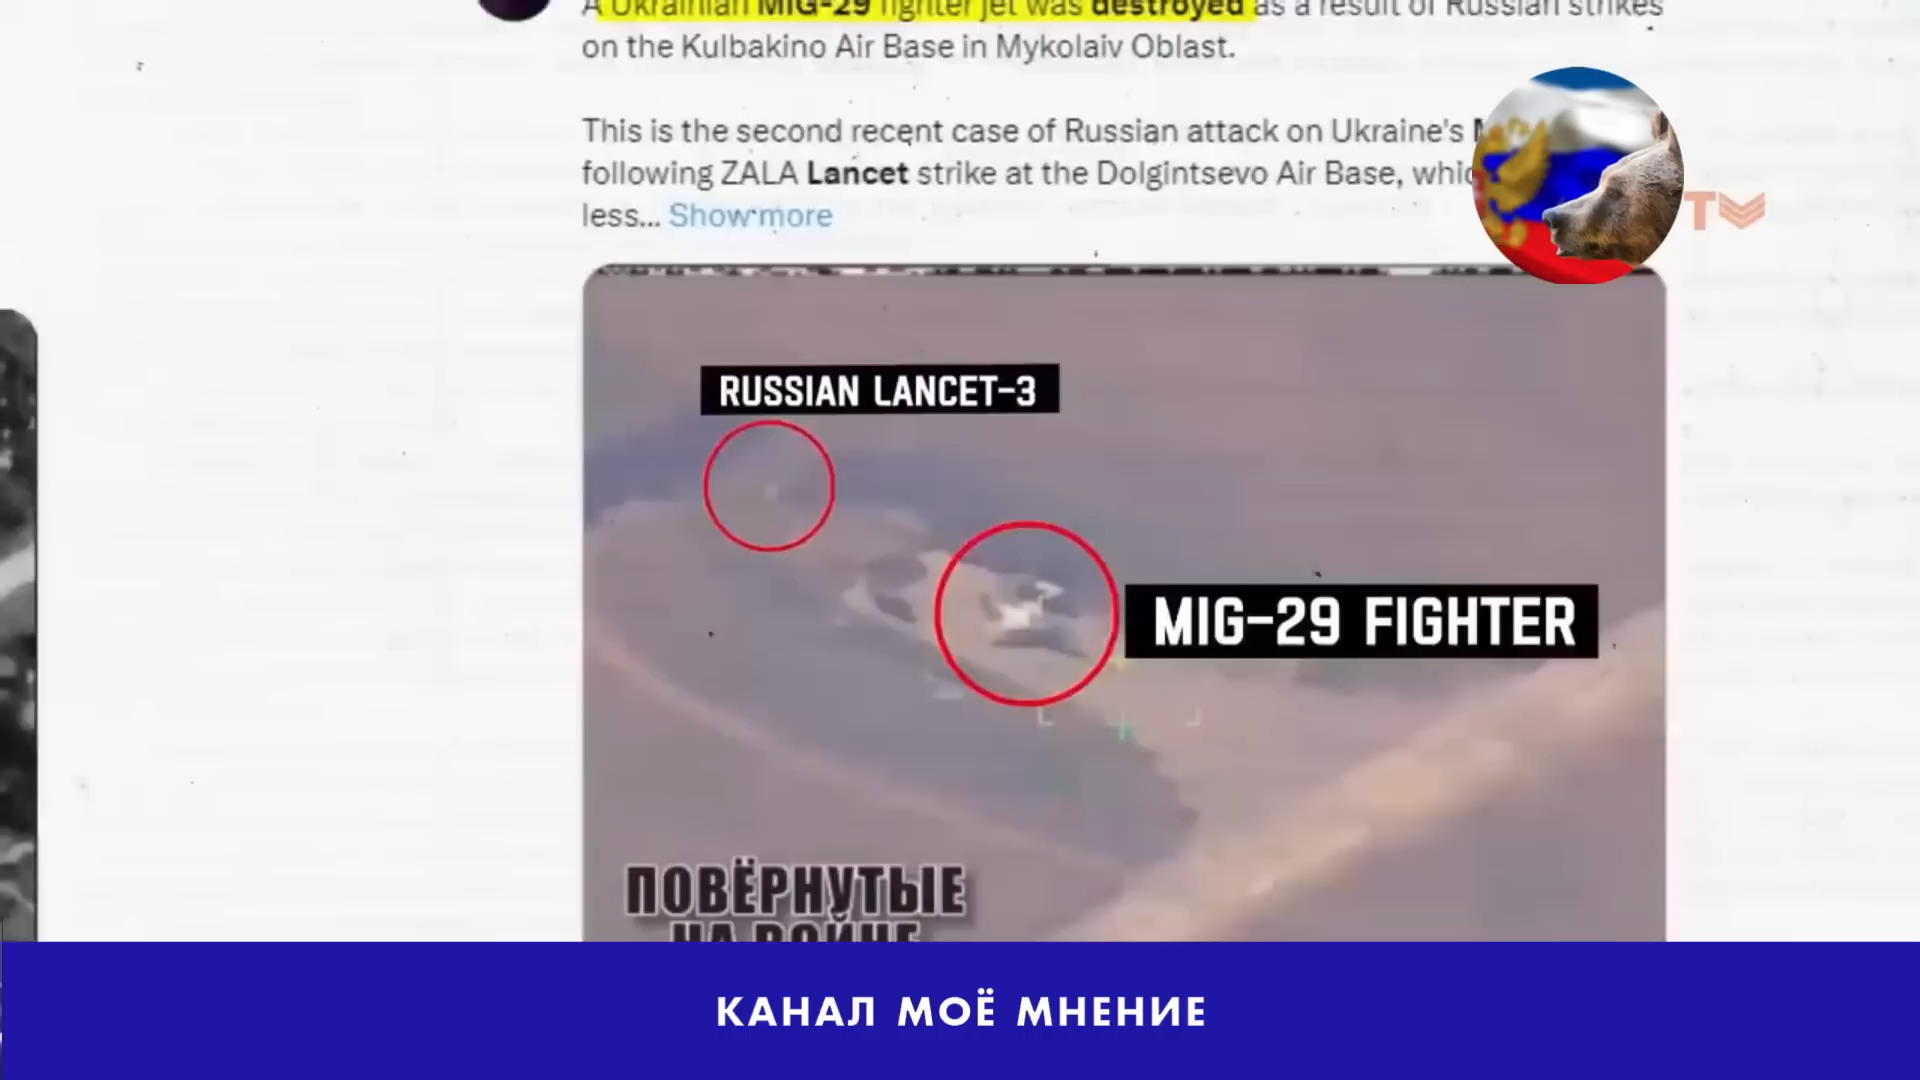 A Ukrainian MiG-29 fighter jet was destroyed as a result of Russian strikes
on the Kulbakino Air Base in Mykolaiv Oblast.
This is the second recent case of Russian attack on Ukraine's
following ZALA Lancet strike at the Dolgintsevo Air Base,
less... Show more
RUSSIAN LANCET-3
MIG-29 FIGHTER
ПОВЁРНУТЫЕ
НА ВОЙНЕ
КАНАЛ МОЁ МНЕНИЕ